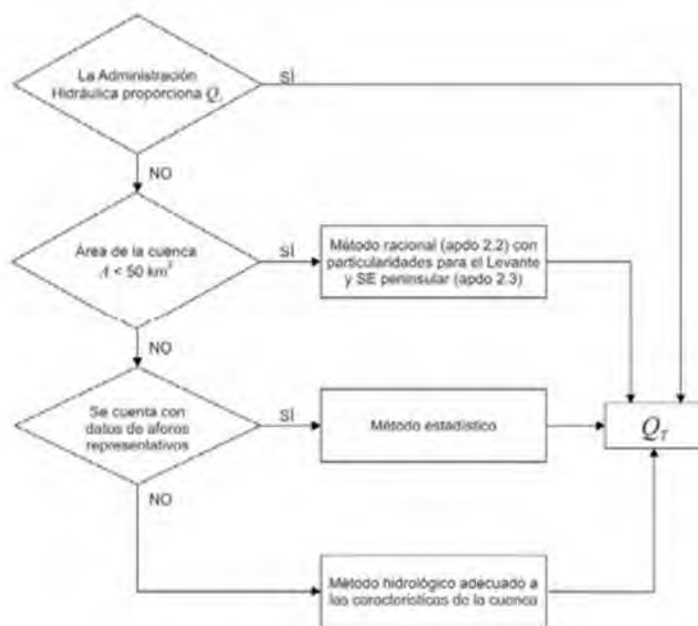 La Administración
Hidráulica proporciona Q
SÍ
NO
Área de la cuenca
A < 50 km²
SÍ
Método racional (apdo 2.2) con
particularidades para el Levante
y SE peninsular (apdo 2.3)
NO
Se cuenta con
datos de aforos
representativos
SÍ
Método estadístico
Q_T
NO
Método hidrológico adecuado a
las características de la cuenca